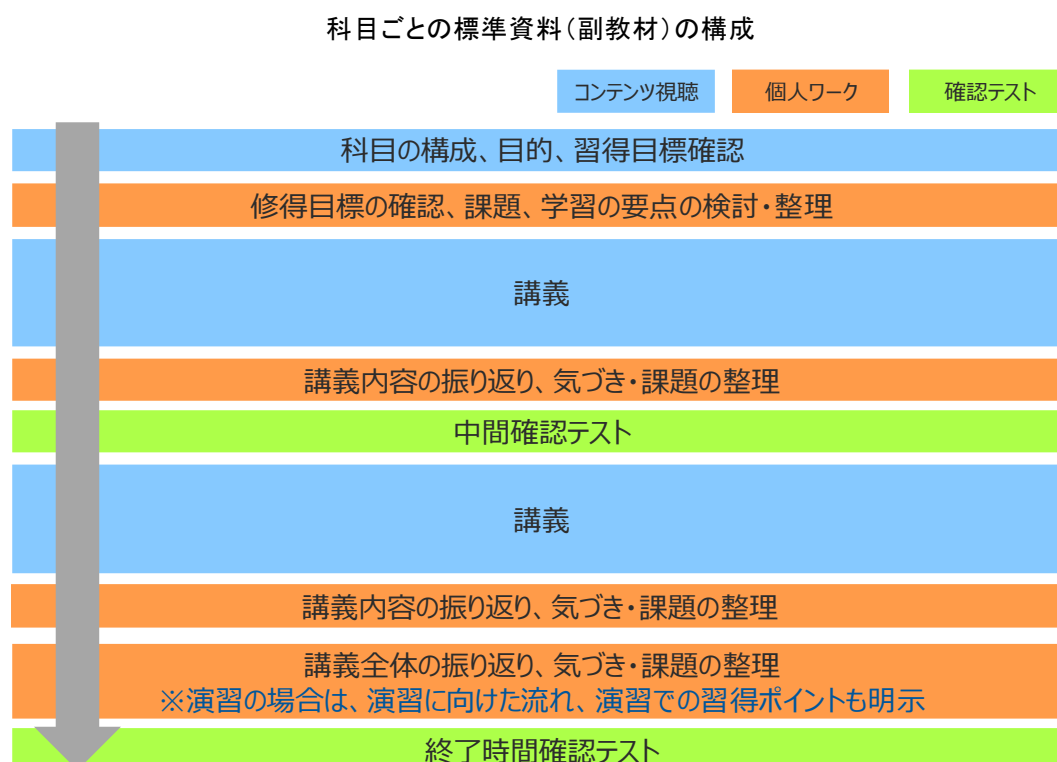 科目ごとの標準資料（副教材）の構成
コンテンツ視聴
個人ワーク
確認テスト
科目の構成、目的、習得目標確認
修得目標の確認、課題、学習の要点の検討・整理
講義
講義内容の振り返り、気づき・課題の整理
中間確認テスト
講義
講義内容の振り返り、気づき・課題の整理
講義全体の振り返り、気づき・課題の整理
※演習の場合は、演習に向けた流れ、演習での習得ポイントも明示
終了時間確認テスト